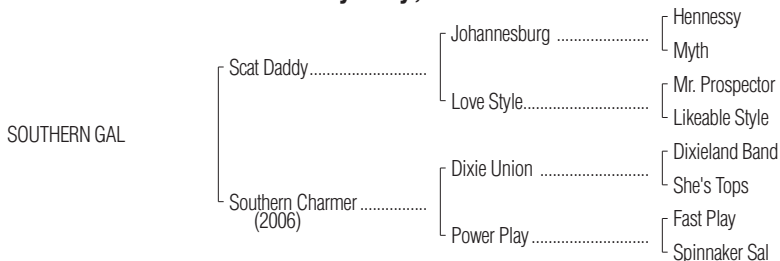 Hennessy
Johannesburg ...................
Myth
Scat Daddy...........................
Mr. Prospector
Love Style.............................
Likeable Style
SOUTHERN GAL
Dixieland Band
Dixie Union .........................
She's Tops
Southern Charmer ................
(2006)
Fast Play
Power Play...........................
Spinnaker Sal